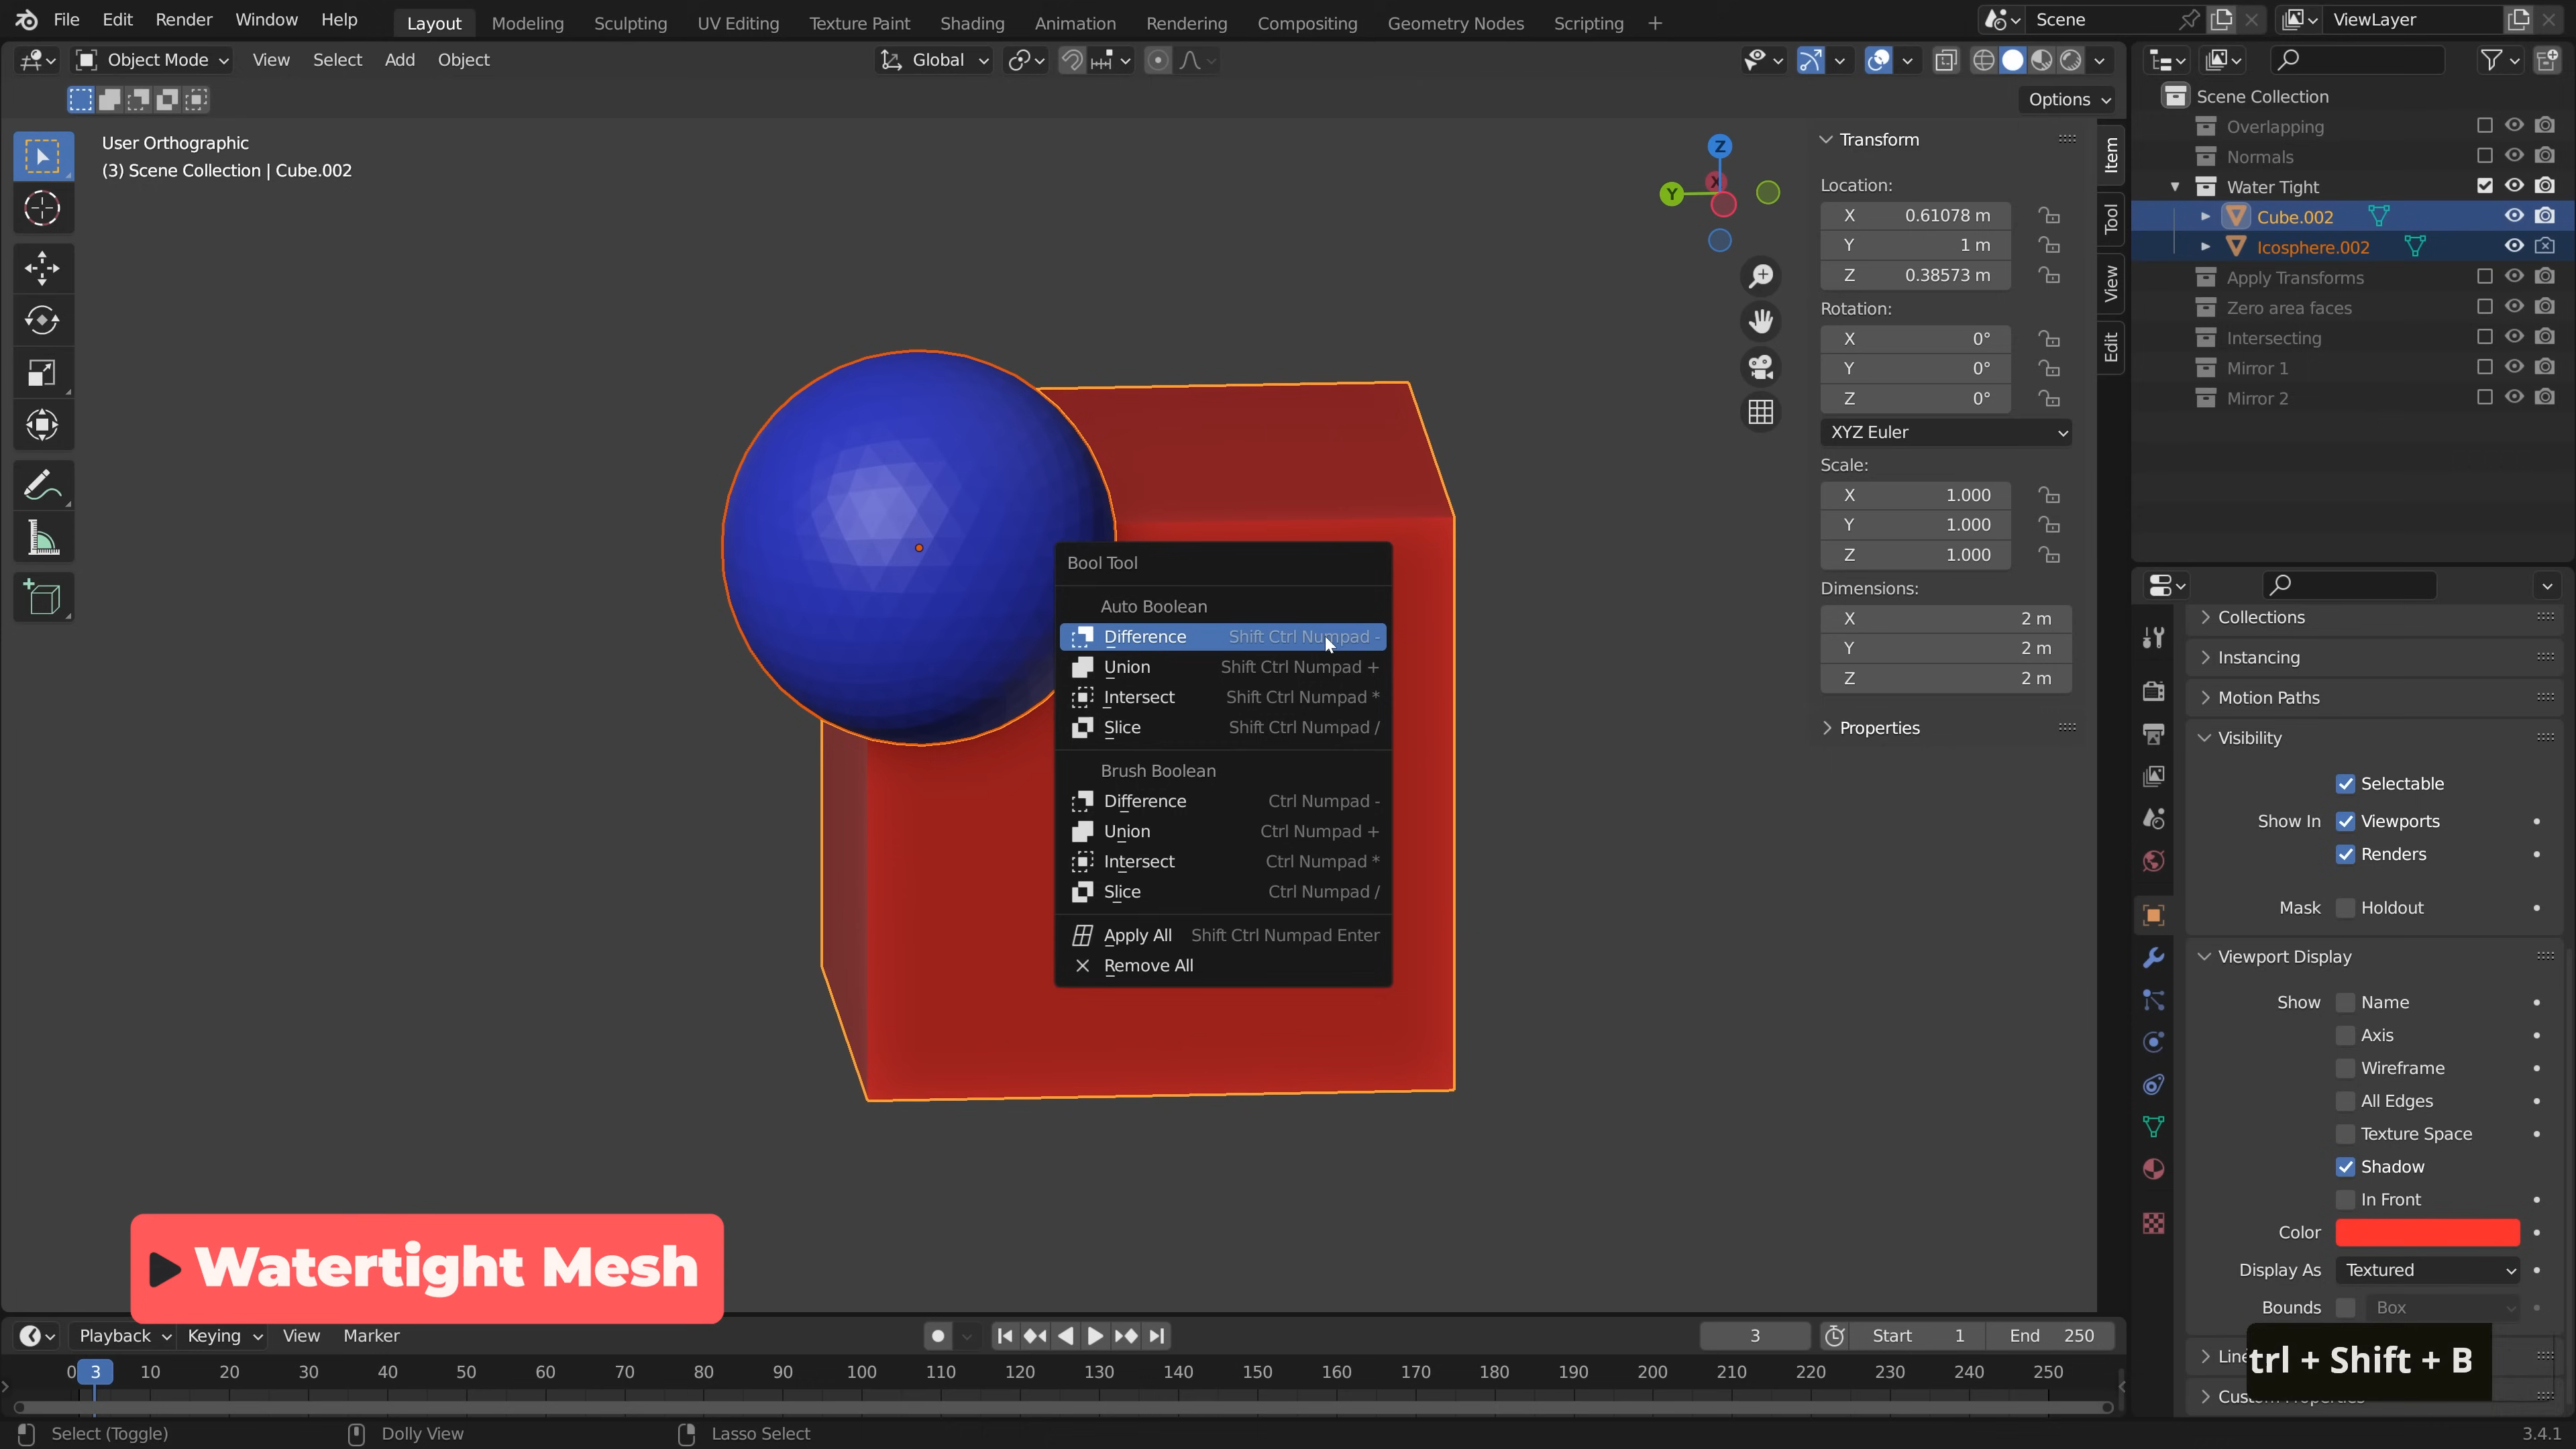 File Edit Render Window Help Layout Modeling Sculpting UV Editing Texture Paint Shading Animation Rendering Compositing Geometry Nodes Scripting + Scene ViewLayer
Object Mode View Select Add Object Global
Options
User Orthographic
(3) Scene Collection | Cube.002
Z
Y
X
Transform
Location:
X 0.61078 m
Y 1 m
Z 0.38573 m
Rotation:
X 0°
Y 0°
Z 0°
XYZ Euler
Scale:
X 1.000
Y 1.000
Z 1.000
Dimensions:
X 2 m
Y 2 m
Z 2 m
Properties
Item
Tool
View
Edit
Scene Collection
Overlapping
Normals
Water Tight
Cube.002
Icosphere.002
Apply Transforms
Zero area faces
Intersecting
Mirror 1
Mirror 2
Bool Tool
Auto Boolean
Difference Shift Ctrl Numpad -
Union Shift Ctrl Numpad +
Intersect Shift Ctrl Numpad *
Slice Shift Ctrl Numpad /
Brush Boolean
Difference Ctrl Numpad -
Union Ctrl Numpad +
Intersect Ctrl Numpad *
Slice Ctrl Numpad /
Apply All Shift Ctrl Numpad Enter
Remove All
Collections
Instancing
Motion Paths
Visibility
Selectable
Show In Viewports
Renders
Mask Holdout
Viewport Display
Show Name
Axis
Wireframe
All Edges
Texture Space
Shadow
In Front
Color
Display As Textured
Bounds Box
trl + Shift + B
Watertight Mesh
Playback Keying View Marker 3 Start 1 End 250
0 3 10 20 30 40 50 60 70 80 90 100 110 120 130 140 150 160 170 180 190 200 210 220 230 240 250
Select (Toggle) Dolly View Lasso Select 3.4.1